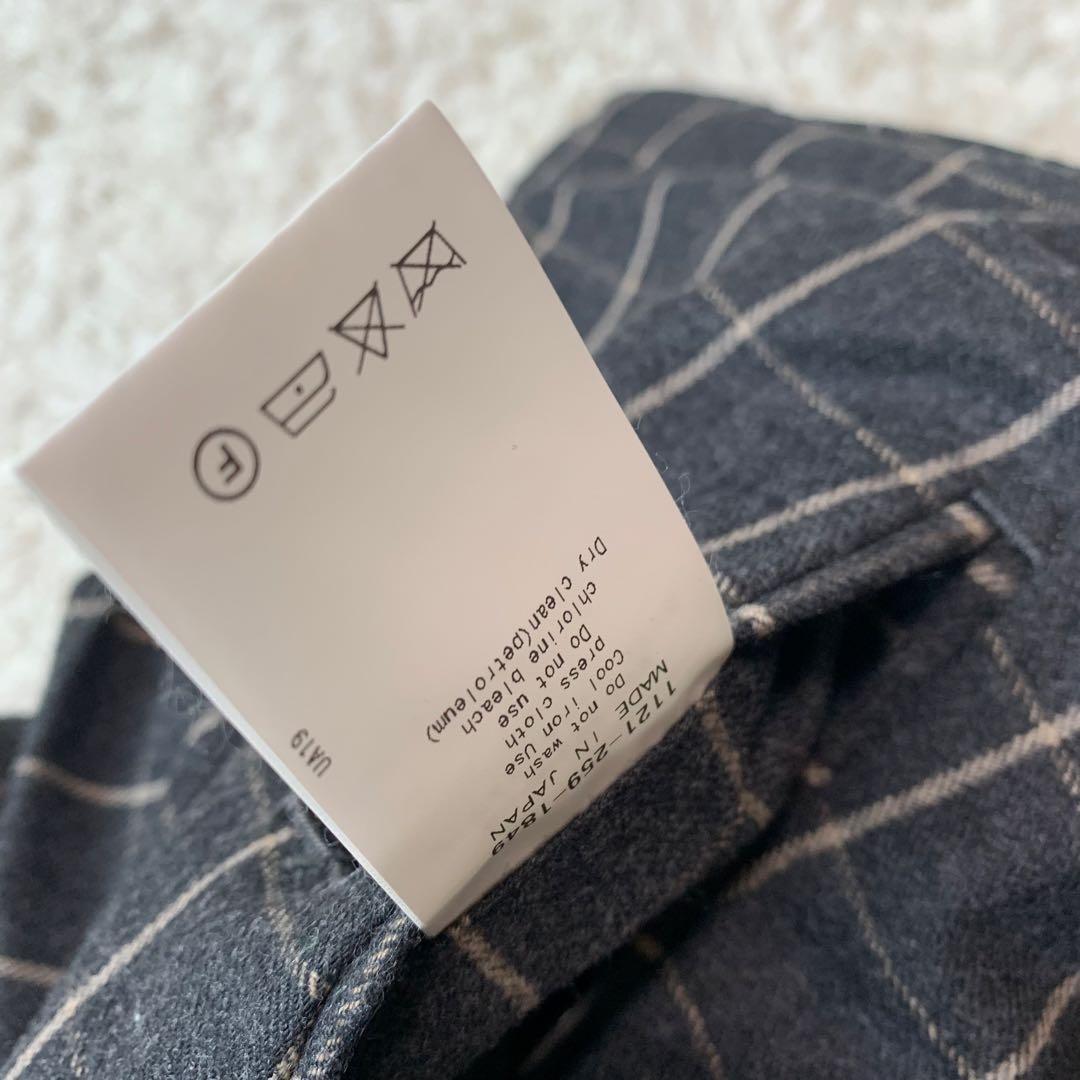 1121-259-1849
MADE IN JAPAN
Do not wash
Cool iron Use
press cloth
Do not use
chlorine bleach
Dry clean(petroleum)
UA19
F